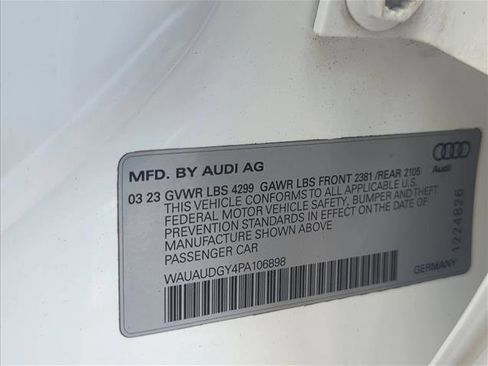 MFD. BY AUDI AG
Audi
03 23 GVWR LBS 4299 GAWR LBS FRONT 2381 /REAR 2105
THIS VEHICLE CONFORMS TO ALL APPLICABLE U.S.
FEDERAL MOTOR VEHICLE SAFETY, BUMPER AND THEFT
PREVENTION STANDARDS IN EFFECT ON THE DATE OF
MANUFACTURE SHOWN ABOVE
PASSENGER CAR
WAUAUDGY4PA106898
GERMANY
1224826